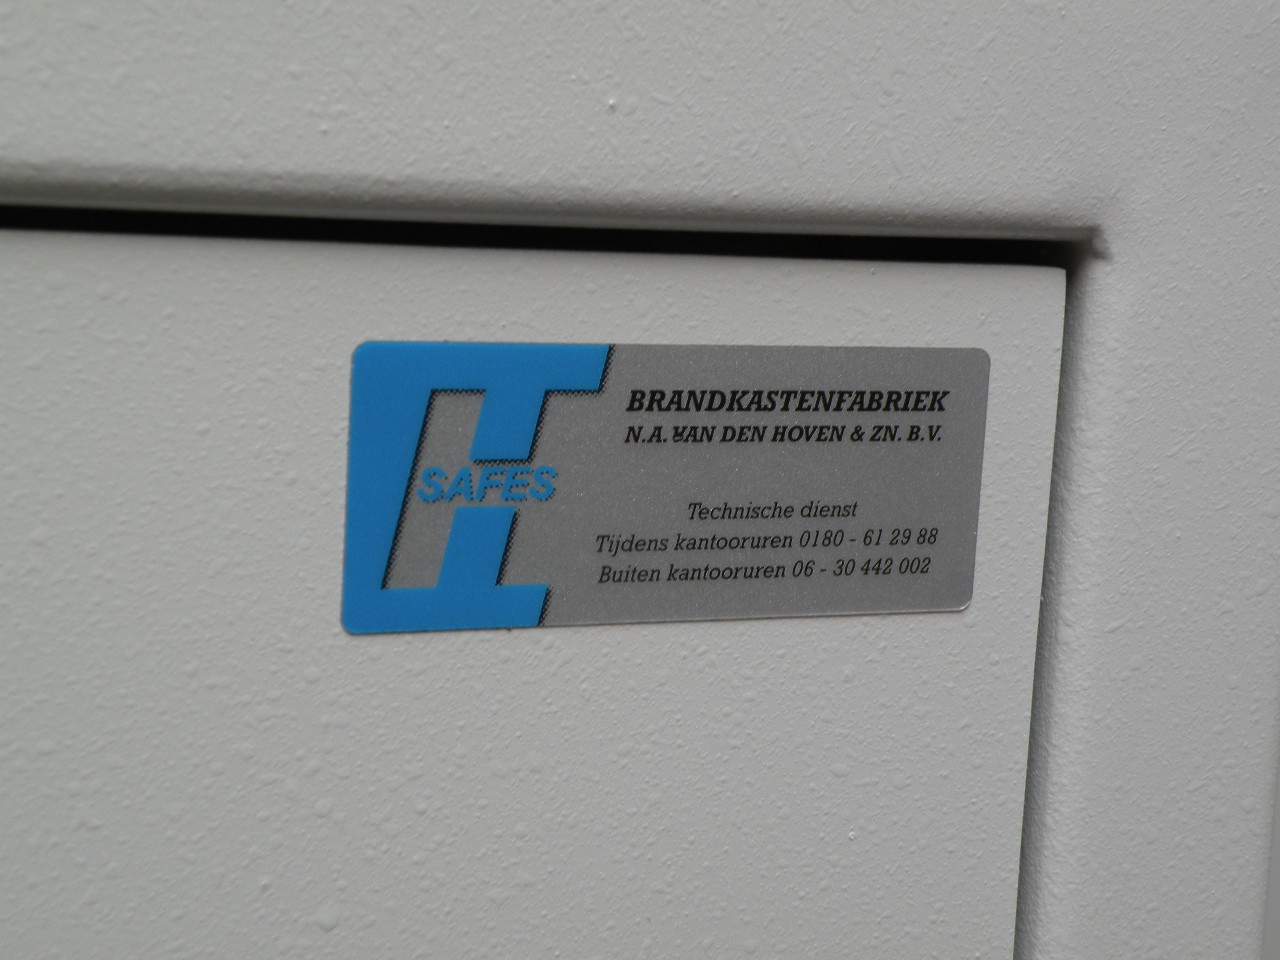 SAFES
BRANDKASTENFABRIEK
N.A. VAN DEN HOVEN & ZN. B.V.
Technische dienst
Tijdens kantooruren 0180 - 61 29 88
Buiten kantooruren 06 - 30 442 002